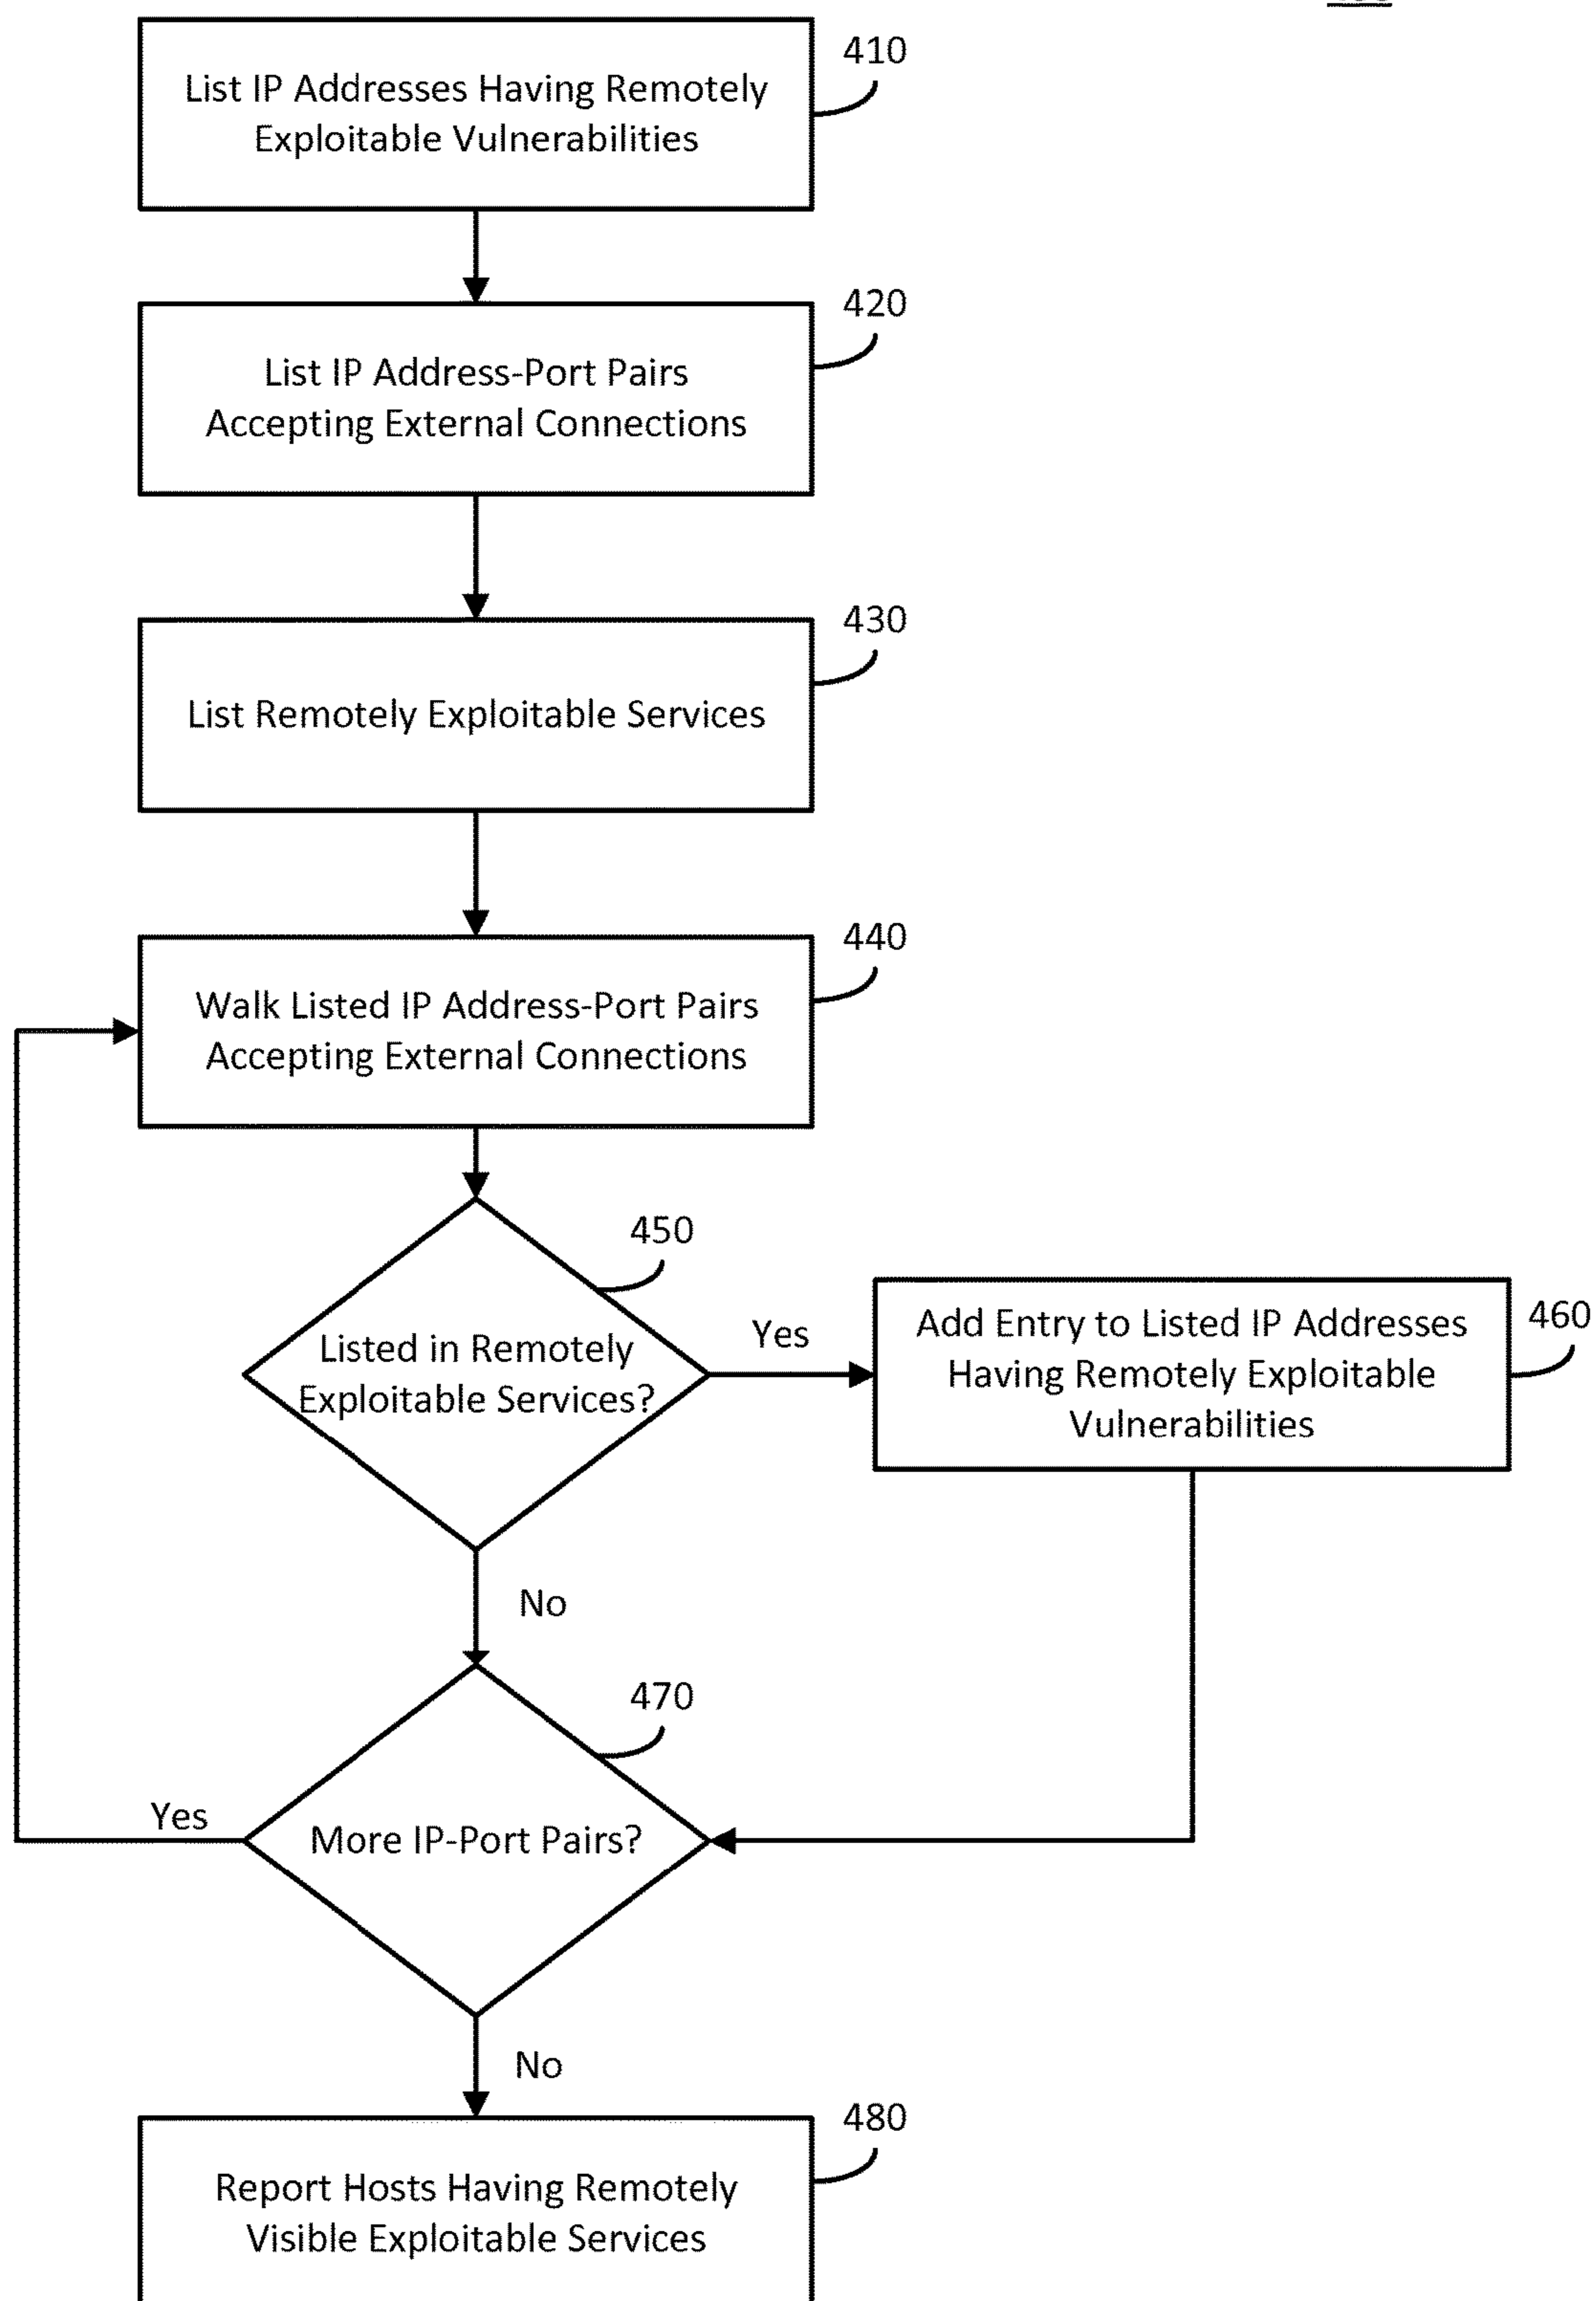 410
List IP Addresses Having Remotely
Exploitable Vulnerabilities
420
List IP Address-Port Pairs
Accepting External Connections
430
List Remotely Exploitable Services
440
Walk Listed IP Address-Port Pairs
Accepting External Connections
450
Listed in Remotely
Exploitable Services?
Yes
460
Add Entry to Listed IP Addresses
Having Remotely Exploitable
Vulnerabilities
No
470
More IP-Port Pairs?
Yes
No
480
Report Hosts Having Remotely
Visible Exploitable Services